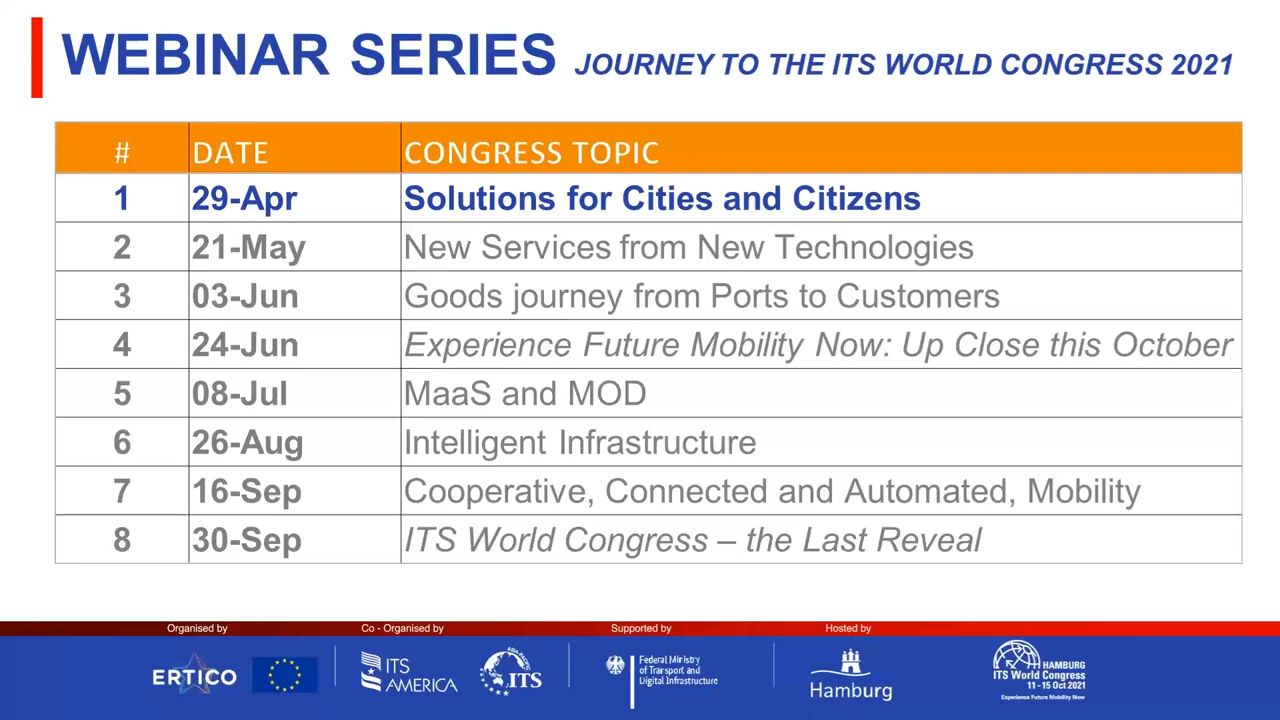 WEBINAR SERIES JOURNEY TO THE ITS WORLD CONGRESS 2021
# DATE CONGRESS TOPIC
1 29-Apr Solutions for Cities and Citizens
2 21-May New Services from New Technologies
3 03-Jun Goods journey from Ports to Customers
4 24-Jun Experience Future Mobility Now: Up Close this October
5 08-Jul MaaS and MOD
6 26-Aug Intelligent Infrastructure
7 16-Sep Cooperative, Connected and Automated, Mobility
8 30-Sep ITS World Congress – the Last Reveal
Organised by Co - Organised by Supported by Hosted by
ERTICO
ITS
AMERICA
ASIA-PACIFIC
ITS
Federal Ministry
of Transport and
Digital Infrastructure
Hamburg
HAMBURG
ITS World Congress
11 - 15 Oct 2021
Experience Future Mobility Now